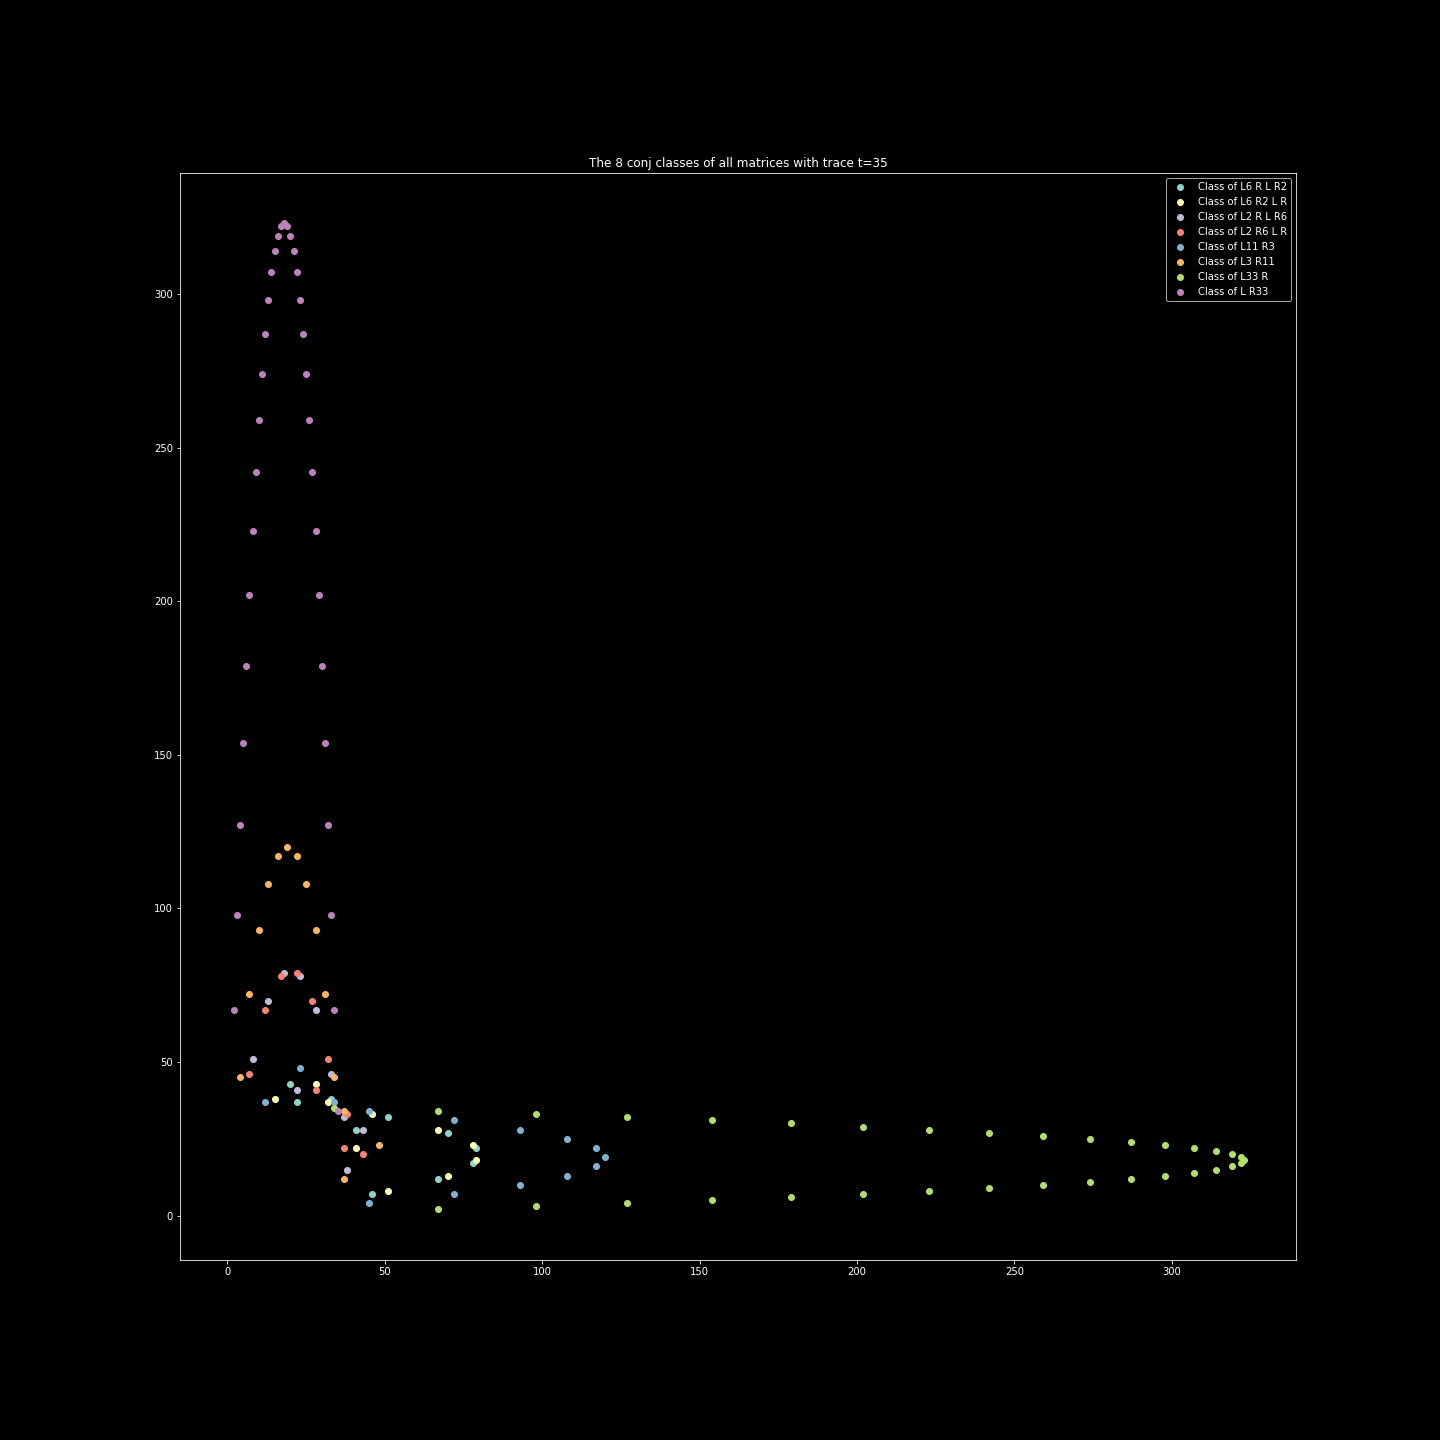 The 8 conj classes of all matrices with trace t=35
Class of L6 R L R2
Class of L6 R2 L R
Class of L2 R L R6
Class of L2 R6 L R
Class of L11 R3
Class of L3 R11
Class of L33 R
Class of L R33
300
250
200
150
100
50
0
0 50 100 150 200 250 300